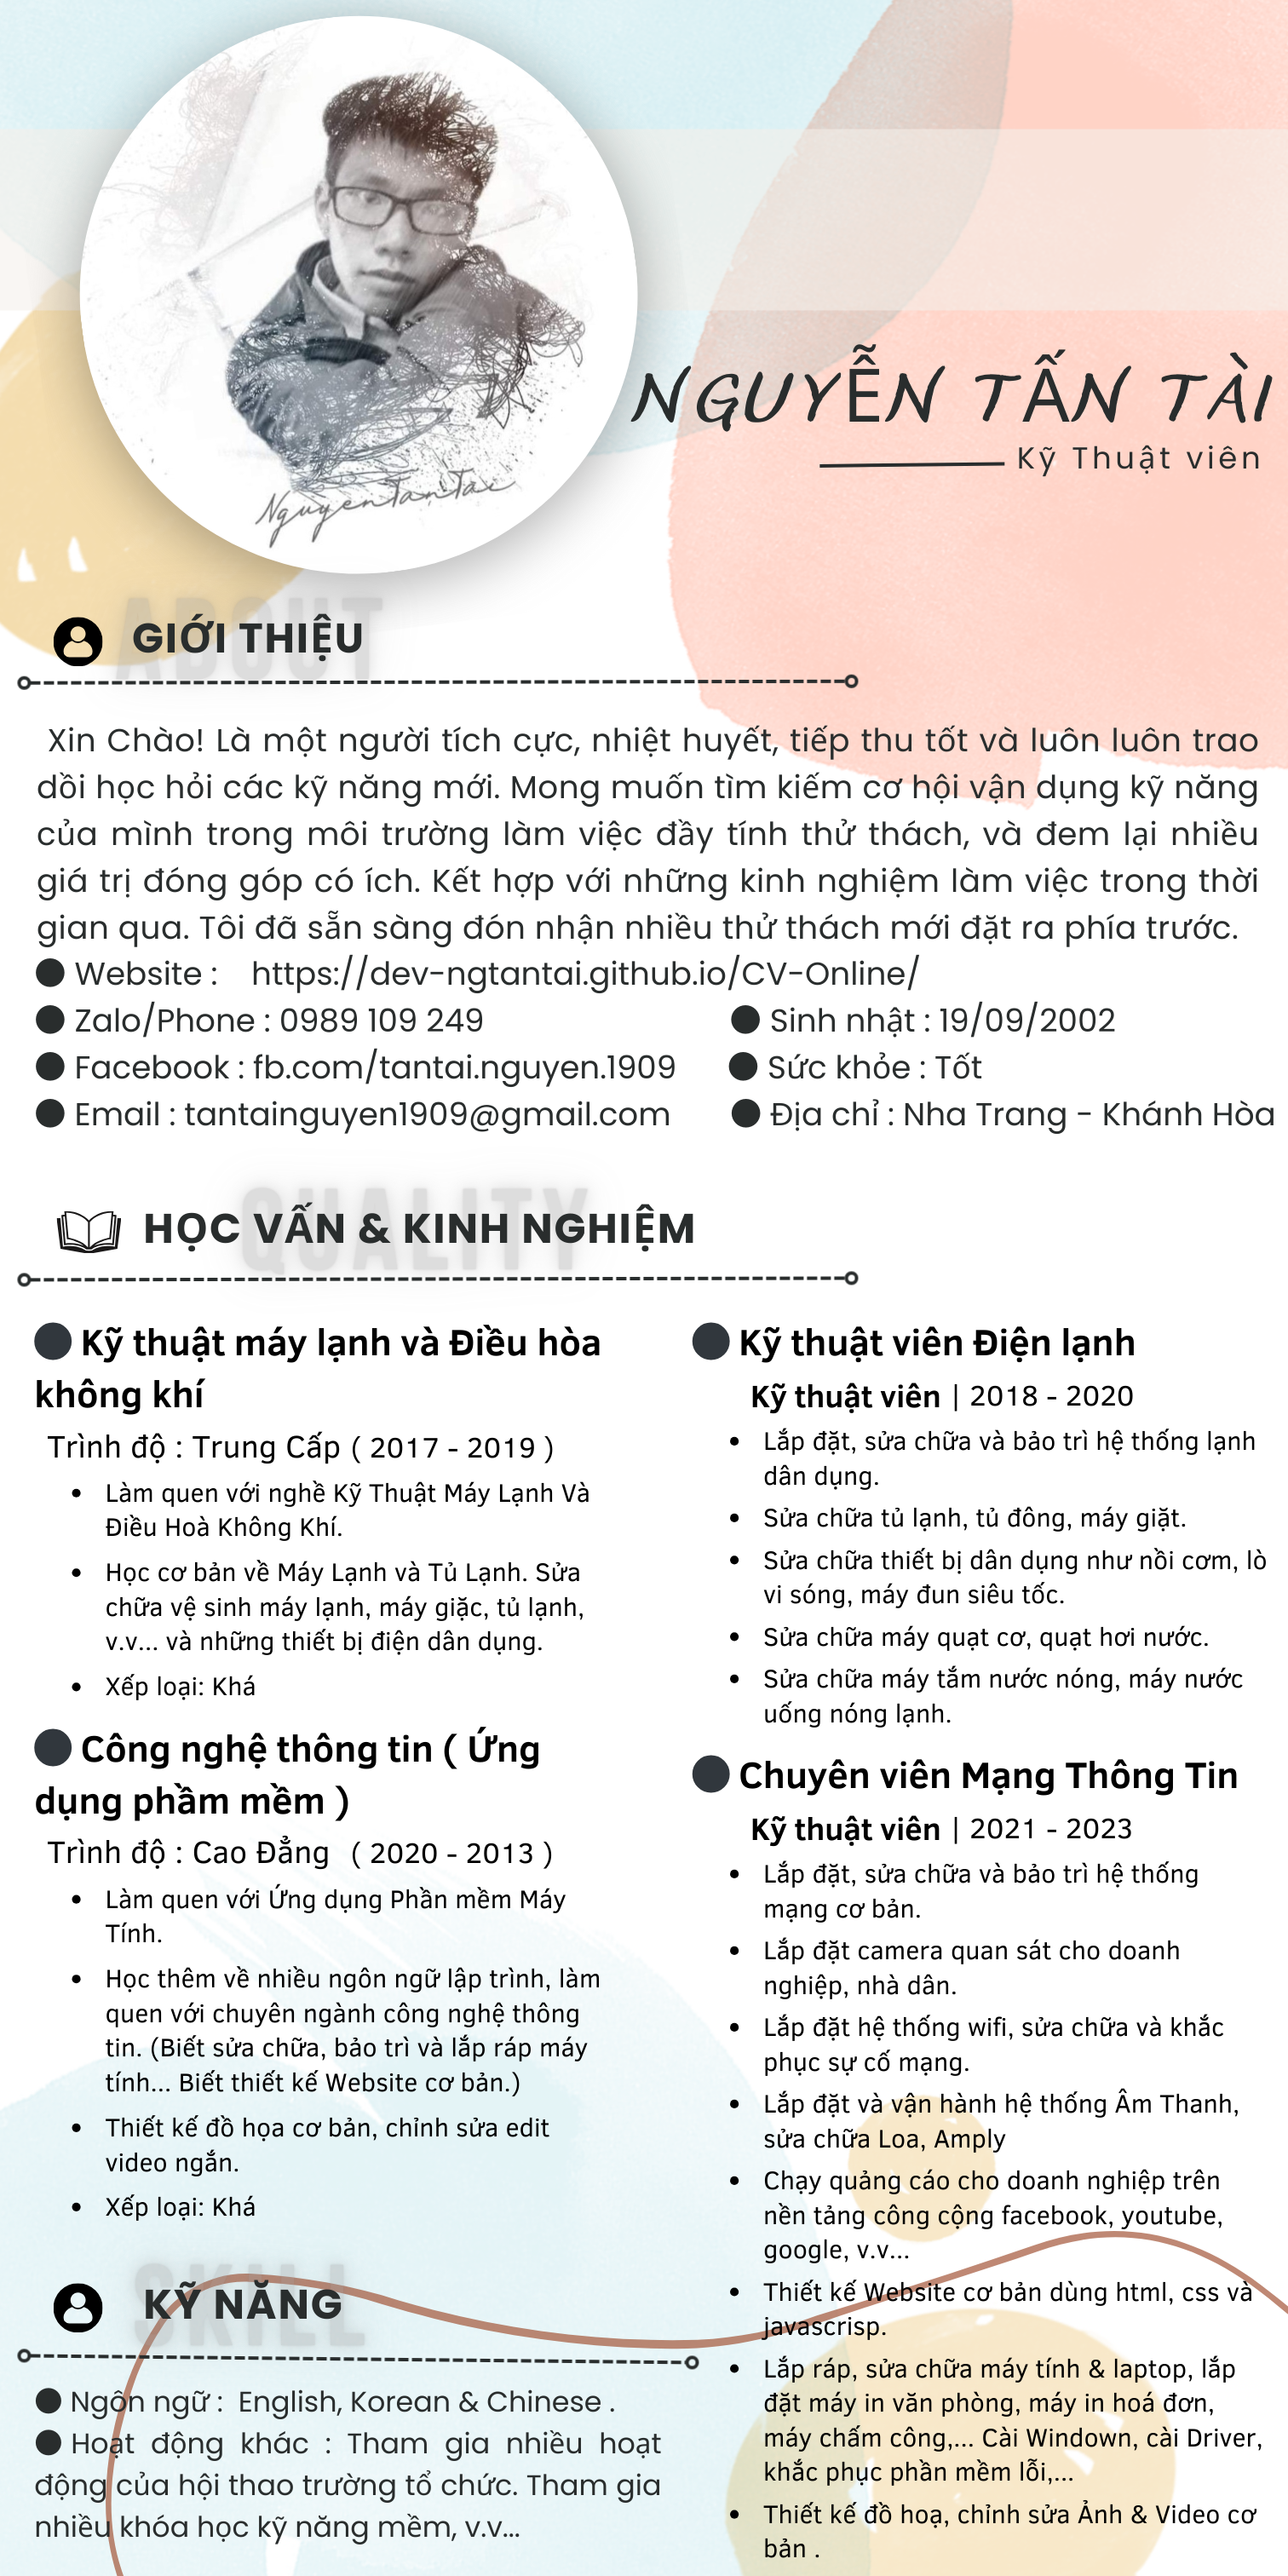 NguyenTanTai
NGUYỄN TẤN TÀI
Kỹ Thuật viên
ABOUT
GIỚI THIỆU
Xin Chào! Là một người tích cực, nhiệt huyết, tiếp thu tốt và luôn luôn trao
dồi học hỏi các kỹ năng mới. Mong muốn tìm kiếm cơ hội vận dụng kỹ năng
của mình trong môi trường làm việc đầy tính thử thách, và đem lại nhiều
giá trị đóng góp có ích. Kết hợp với những kinh nghiệm làm việc trong thời
gian qua. Tôi đã sẵn sàng đón nhận nhiều thử thách mới đặt ra phía trước.
● Website : https://dev-ngtantai.github.io/CV-Online/
● Zalo/Phone : 0989 109 249
● Facebook : fb.com/tantai.nguyen.1909
● Email : tantainguyen1909@gmail.com
● Sinh nhật : 19/09/2002
● Sức khỏe : Tốt
● Địa chỉ : Nha Trang - Khánh Hòa
QUALITY
HỌC VẤN & KINH NGHIỆM
● Kỹ thuật máy lạnh và Điều hòa
không khí
Trình độ : Trung Cấp ( 2017 - 2019 )
• Làm quen với nghề Kỹ Thuật Máy Lạnh Và
Điều Hoà Không Khí.
• Học cơ bản về Máy Lạnh và Tủ Lạnh. Sửa
chữa vệ sinh máy lạnh, máy giặc, tủ lạnh,
v.v... và những thiết bị điện dân dụng.
• Xếp loại: Khá
● Công nghệ thông tin ( Ứng
dụng phầm mềm )
Trình độ : Cao Đẳng ( 2020 - 2013 )
• Làm quen với Ứng dụng Phần mềm Máy
Tính.
• Học thêm về nhiều ngôn ngữ lập trình, làm
quen với chuyên ngành công nghệ thông
tin. (Biết sửa chữa, bảo trì và lắp ráp máy
tính... Biết thiết kế Website cơ bản.)
• Thiết kế đồ họa cơ bản, chỉnh sửa edit
video ngắn.
• Xếp loại: Khá
SKILL
KỸ NĂNG
● Ngôn ngữ : English, Korean & Chinese .
● Hoạt động khác : Tham gia nhiều hoạt
động của hội thao trường tổ chức. Tham gia
nhiều khóa học kỹ năng mềm, v.v...
● Kỹ thuật viên Điện lạnh
Kỹ thuật viên | 2018 - 2020
• Lắp đặt, sửa chữa và bảo trì hệ thống lạnh
dân dụng.
• Sửa chữa tủ lạnh, tủ đông, máy giặt.
• Sửa chữa thiết bị dân dụng như nồi cơm, lò
vi sóng, máy đun siêu tốc.
• Sửa chữa máy quạt cơ, quạt hơi nước.
• Sửa chữa máy tắm nước nóng, máy nước
uống nóng lạnh.
● Chuyên viên Mạng Thông Tin
Kỹ thuật viên | 2021 - 2023
• Lắp đặt, sửa chữa và bảo trì hệ thống
mạng cơ bản.
• Lắp đặt camera quan sát cho doanh
nghiệp, nhà dân.
• Lắp đặt hệ thống wifi, sửa chữa và khắc
phục sự cố mạng.
• Lắp đặt và vận hành hệ thống Âm Thanh,
sửa chữa Loa, Amply
• Chạy quảng cáo cho doanh nghiệp trên
nền tảng công cộng facebook, youtube,
google, v.v...
• Thiết kế Website cơ bản dùng html, css và
javascrisp.
• Lắp ráp, sửa chữa máy tính & laptop, lắp
đặt máy in văn phòng, máy in hoá đơn,
máy chấm công,... Cài Windown, cài Driver,
khắc phục phần mềm lỗi,...
• Thiết kế đồ hoạ, chỉnh sửa Ảnh & Video cơ
bản .